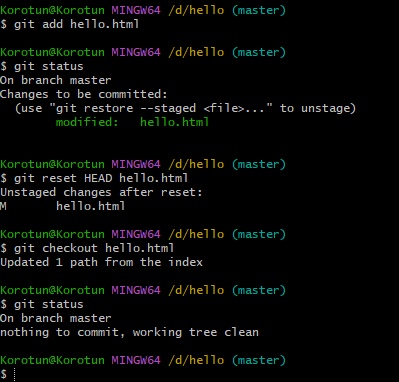 Korotun@Korotun MINGW64 /d/hello (master)
$ git add hello.html
Korotun@Korotun MINGW64 /d/hello (master)
$ git status
On branch master
Changes to be committed:
  (use "git restore --staged <file>..." to unstage)
        modified:   hello.html
Korotun@Korotun MINGW64 /d/hello (master)
$ git reset HEAD hello.html
Unstaged changes after reset:
M       hello.html
Korotun@Korotun MINGW64 /d/hello (master)
$ git checkout hello.html
Updated 1 path from the index
Korotun@Korotun MINGW64 /d/hello (master)
$ git status
On branch master
nothing to commit, working tree clean
Korotun@Korotun MINGW64 /d/hello (master)
$